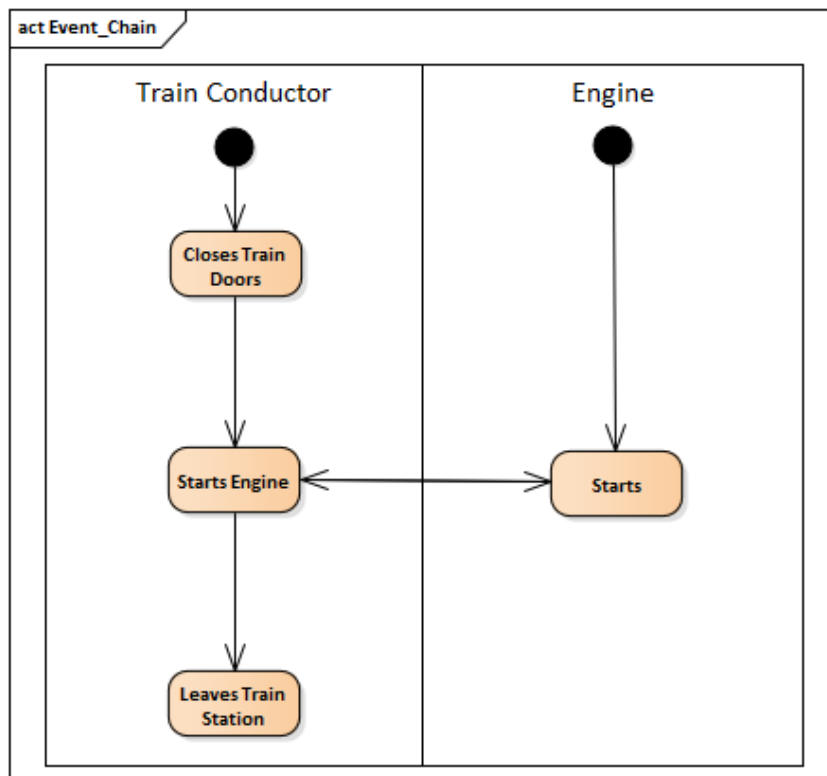 act Event_Chain
Train Conductor
Engine
Closes Train
Doors
Starts Engine
Starts
Leaves Train
Station